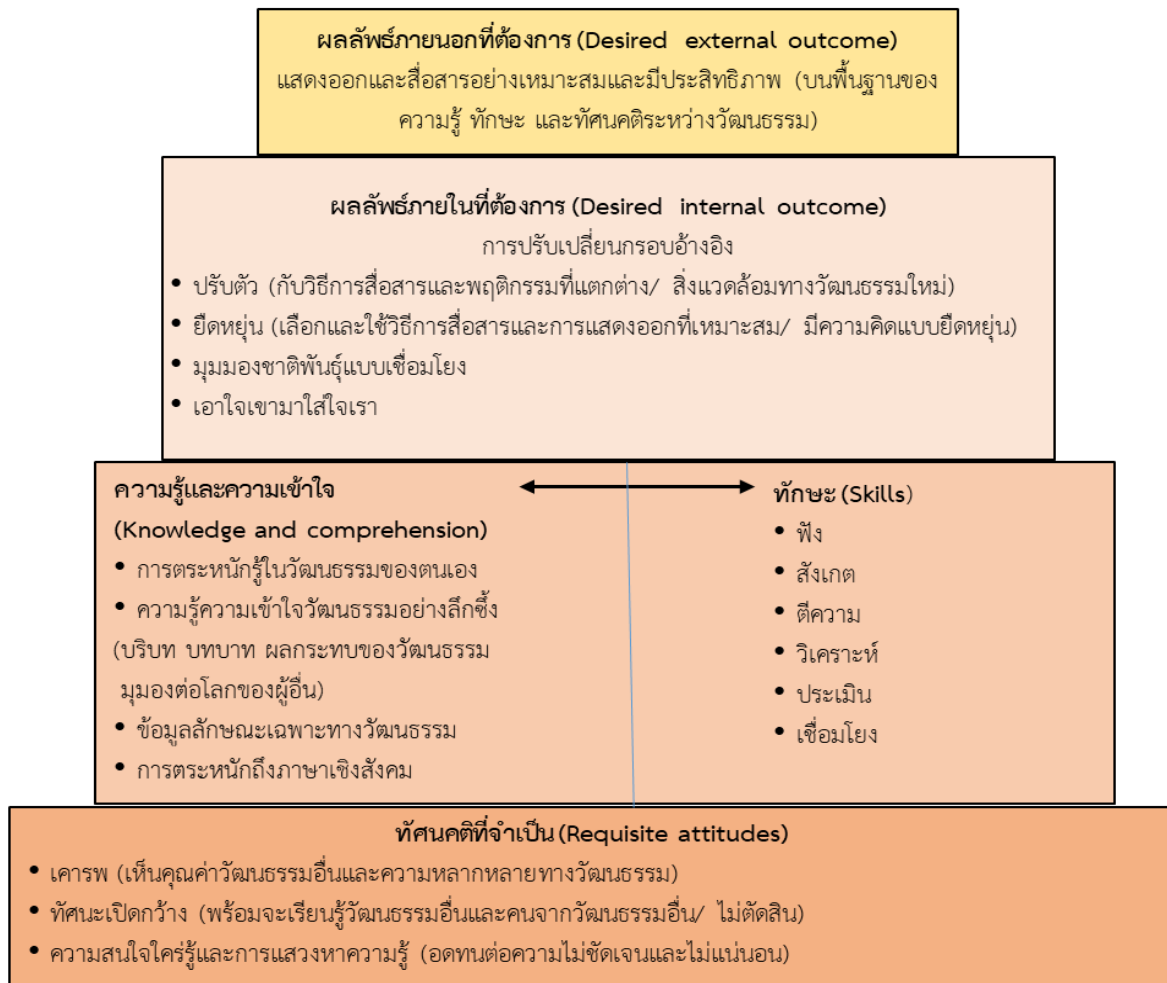 ผลลัพธ์ภายนอกที่ต้องการ (Desired external outcome)
แสดงออกและสื่อสารอย่างเหมาะสมและมีประสิทธิภาพ (บนพื้นฐานของ
ความรู้ ทักษะ และทัศนคติระหว่างวัฒนธรรม)
ผลลัพธ์ภายในที่ต้องการ (Desired internal outcome)
การปรับเปลี่ยนกรอบอ้างอิง
• ปรับตัว (กับวิธีการสื่อสารและพฤติกรรมที่แตกต่าง/ สิ่งแวดล้อมทางวัฒนธรรมใหม่)
• ยืดหยุ่น (เลือกและใช้วิธีการสื่อสารและการแสดงออกที่เหมาะสม/ มีความคิดแบบยืดหยุ่น)
• มุมมองชาติพันธุ์แบบเชื่อมโยง
• เอาใจเขามาใส่ใจเรา
ความรู้และความเข้าใจ
(Knowledge and comprehension)
• การตระหนักรู้ในวัฒนธรรมของตนเอง
• ความรู้ความเข้าใจวัฒนธรรมอย่างลึกซึ้ง
(บริบท บทบาท ผลกระทบของวัฒนธรรม
มุมองต่อโลกของผู้อื่น)
• ข้อมูลลักษณะเฉพาะทางวัฒนธรรม
• การตระหนักถึงภาษาเชิงสังคม
ทักษะ (Skills)
• ฟัง
• สังเกต
• ตีความ
• วิเคราะห์
• ประเมิน
• เชื่อมโยง
ทัศนคติที่จำเป็น (Requisite attitudes)
• เคารพ (เห็นคุณค่าวัฒนธรรมอื่นและความหลากหลายทางวัฒนธรรม)
• ทัศนะเปิดกว้าง (พร้อมจะเรียนรู้วัฒนธรรมอื่นและคนจากวัฒนธรรมอื่น/ ไม่ตัดสิน)
• ความสนใจใคร่รู้และการแสวงหาความรู้ (อดทนต่อความไม่ชัดเจนและไม่แน่นอน)